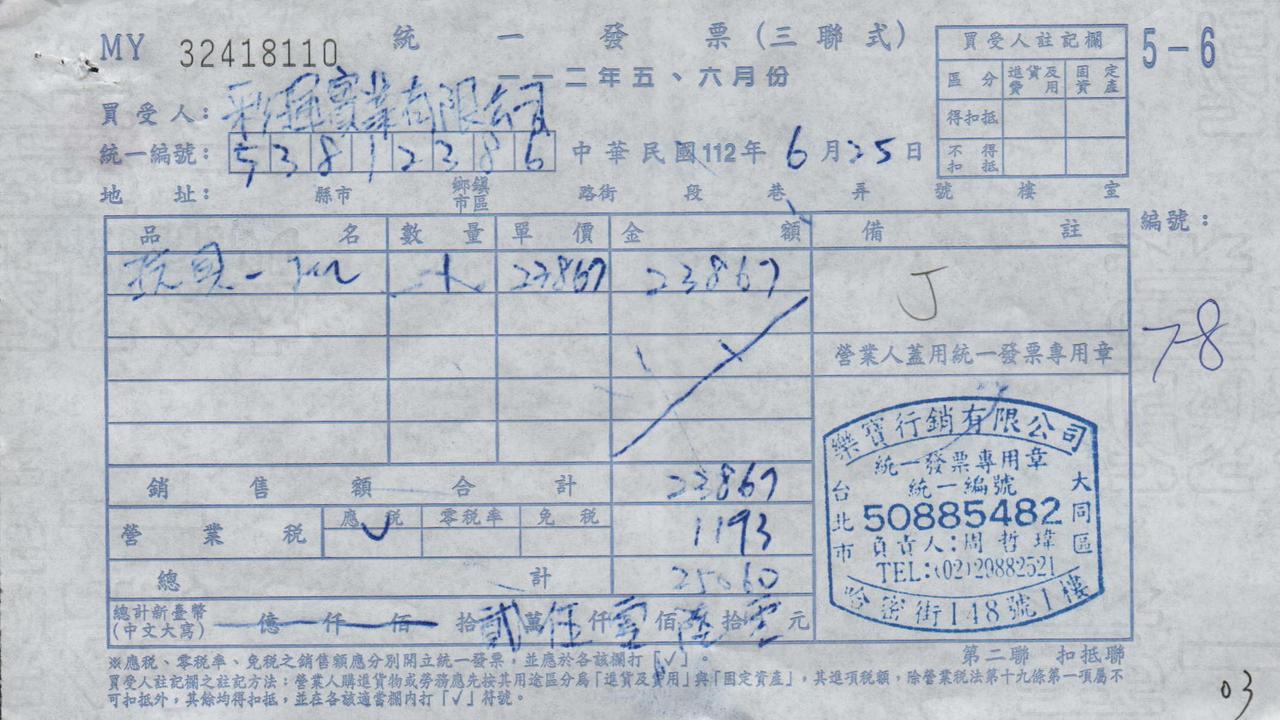 MY 32418110
統一發票(三聯式)
一一二年五、六月份
5-6
買受人註記欄
區分 進貨及費用 固定資產
得扣抵
不得扣抵
買受人: 實業有限公司
統一編號: 53812386 中華民國112年6月25日
地址: 縣市 鄉鎮市區 路街 段 巷 弄 號 樓 室
品名 數量 單價 金額 備註
編號:
玩具一 23867 23867
J
7-8
營業人蓋用統一發票專用章
樂寶行銷有限公司
統一發票專用章
統一編號
50885482
負責人:周哲瑋
TEL:(02)29882521
台北市
大同區
哈密街148號1樓
銷售額合計 23867
營業稅 應稅 ✓ 零稅率 免稅 1193
總計 25060
總計新臺幣(中文大寫) 億 仟 佰 拾貳萬伍仟零佰陸拾零元
第二聯 扣抵聯
※應稅、零稅率、免稅之銷售額應分別開立統一發票,並應於各該欄打「✓」。
買受人註記欄之註記方法:營業人購進貨物或勞務應先按其用途區分為「進貨及費用」與「固定資產」,其進項稅額,除營業稅法第十九條第一項屬不
可扣抵外,其餘均得扣抵,並在各該適當欄內打「✓」符號。
03